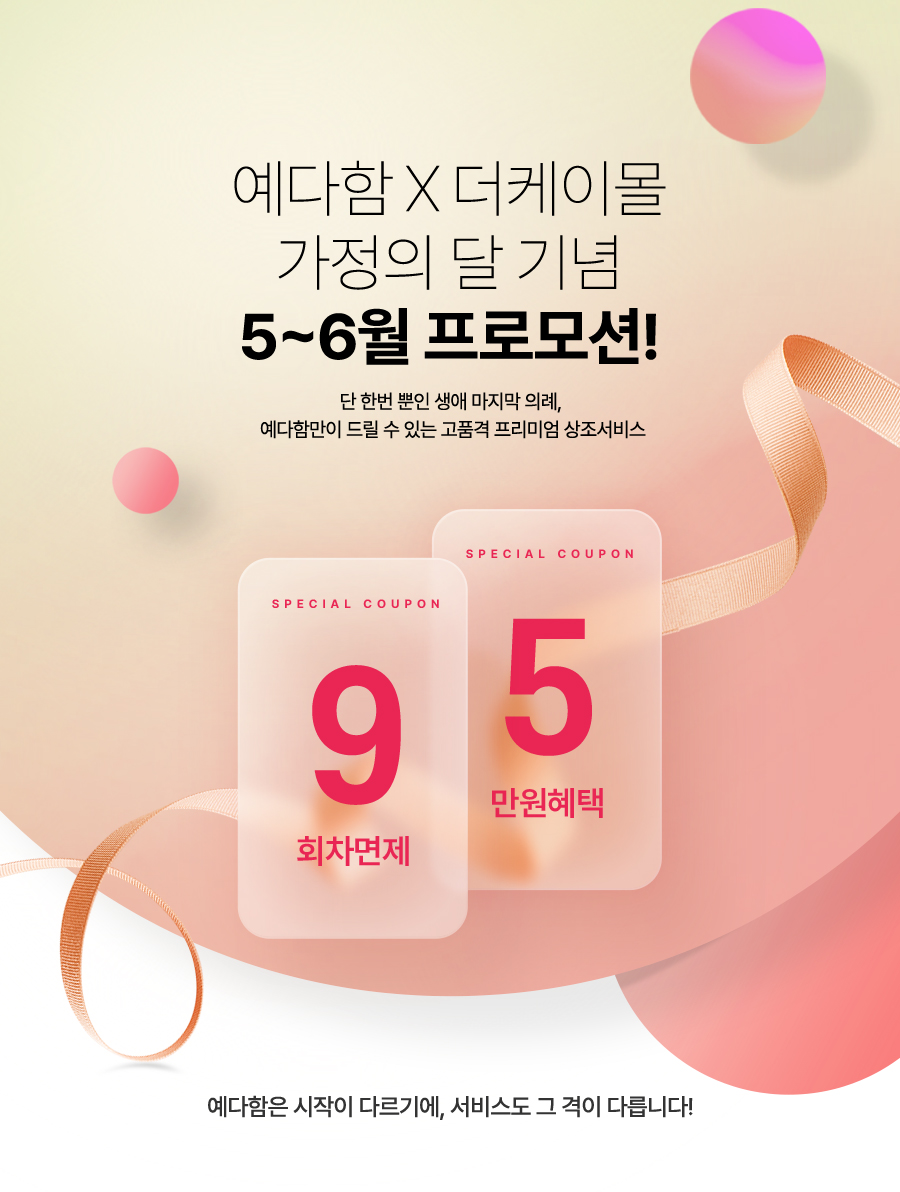 예다함 X 더케이몰
가정의 달 기념
5~6월 프로모션!
단 한번 뿐인 생애 마지막 의례,
예다함만이 드릴 수 있는 고품격 프리미엄 상조서비스
SPECIAL COUPON
9
회차면제
SPECIAL COUPON
5
만원혜택
예다함은 시작이 다르기에, 서비스도 그 격이 다릅니다!